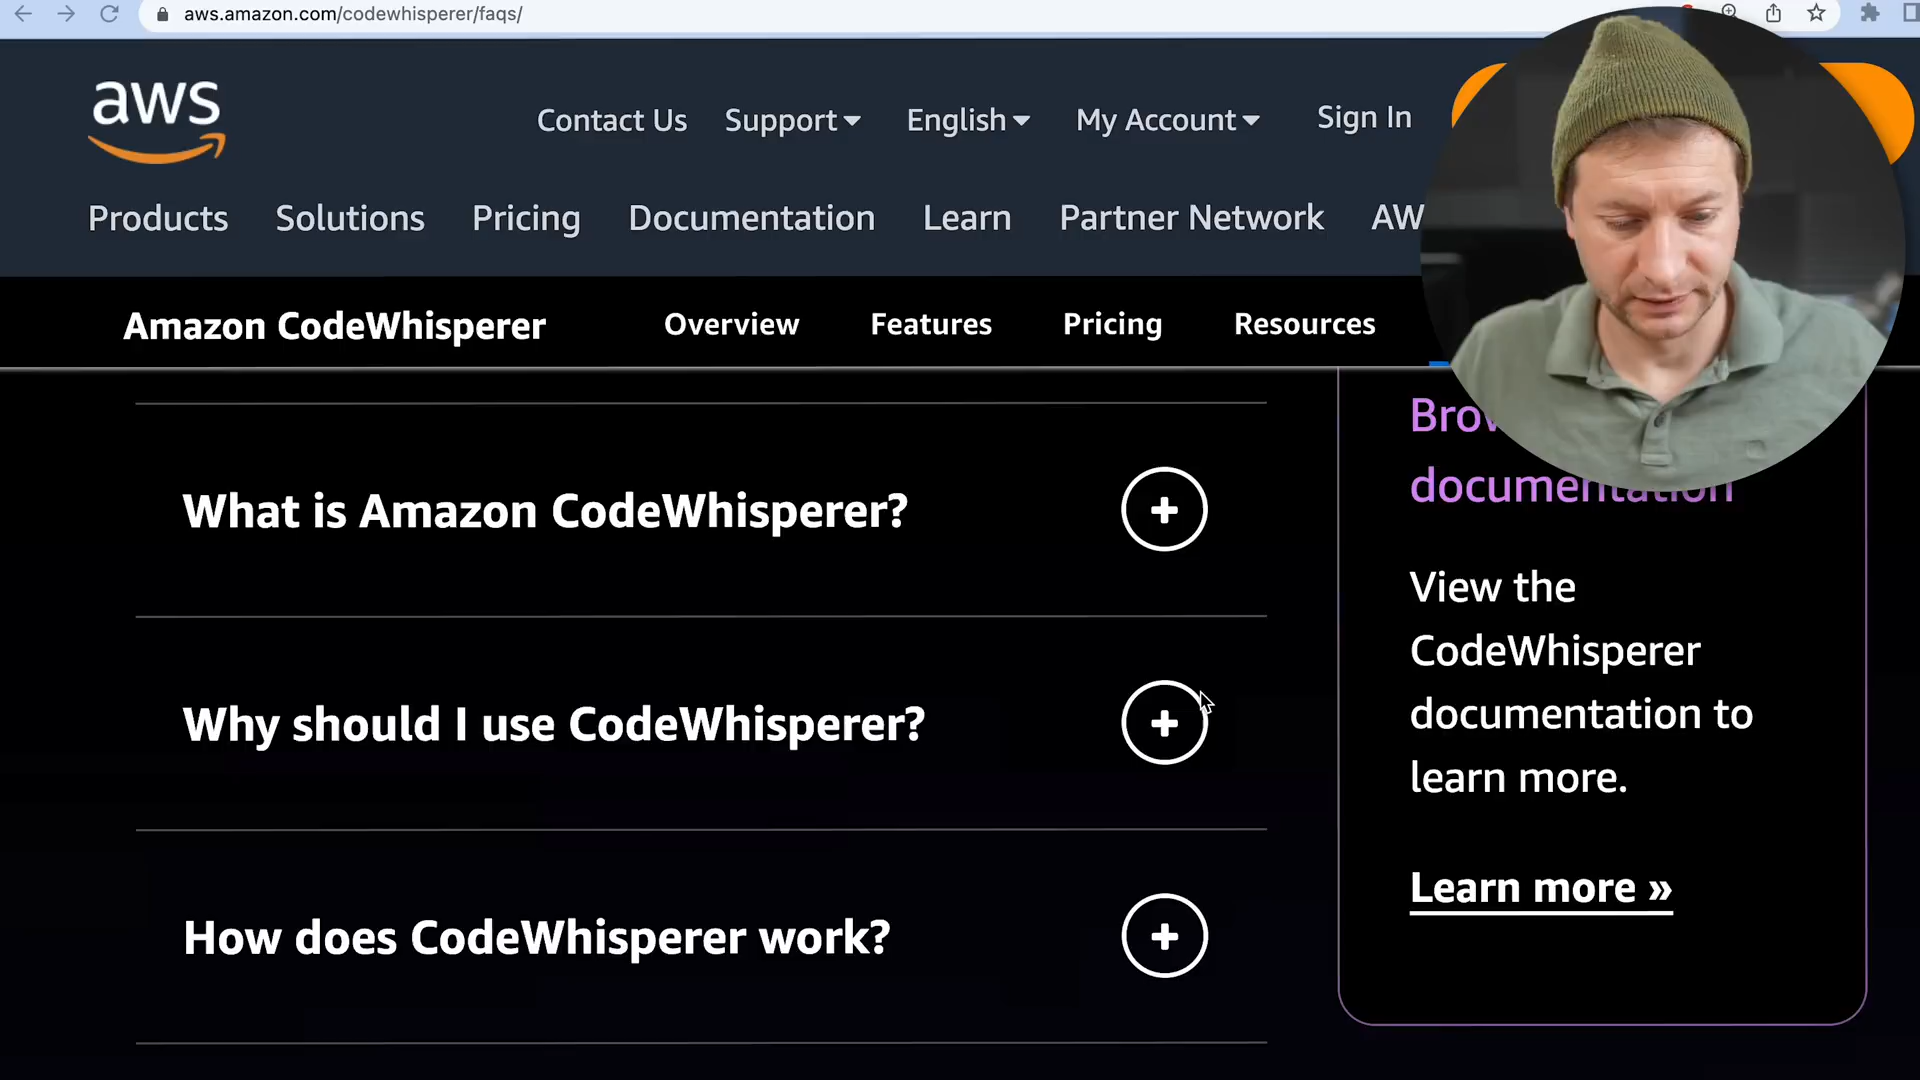 aws.amazon.com/codewhisperer/faqs/
aws
Contact Us Support English My Account Sign In
Products Solutions Pricing Documentation Learn Partner Network AW
Amazon CodeWhisperer Overview Features Pricing Resources
documentation
What is Amazon CodeWhisperer?
View the
CodeWhisperer
documentation to
learn more.
Why should I use CodeWhisperer?
Learn more »
How does CodeWhisperer work?